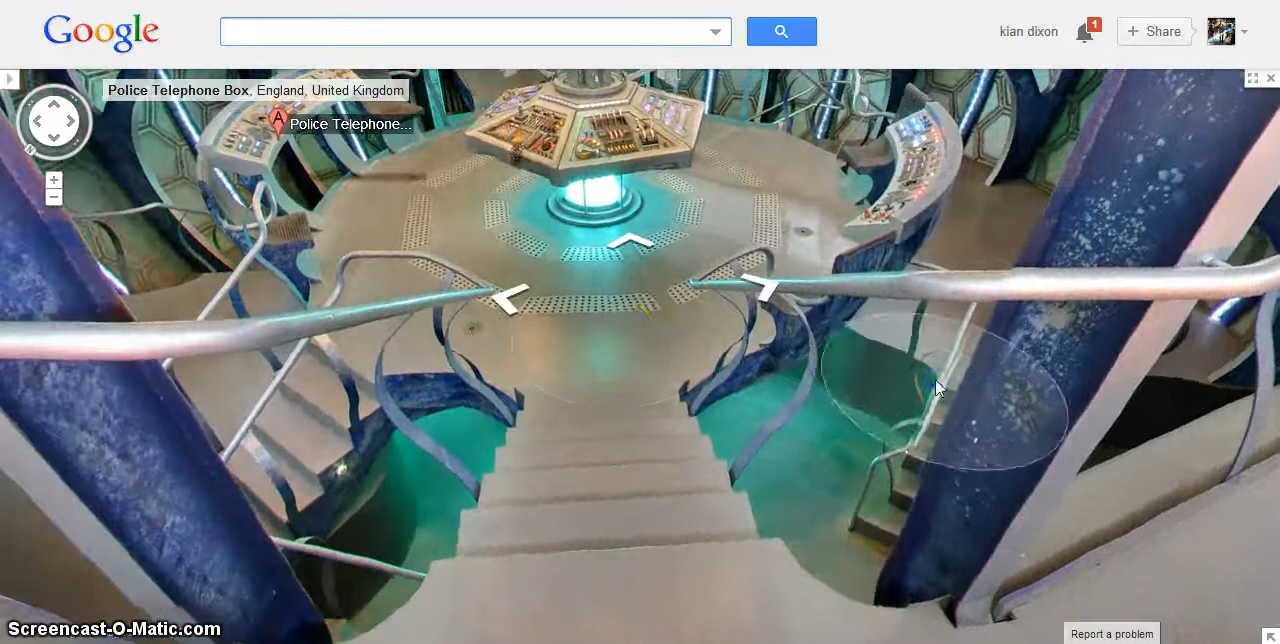 Google
kian dixon
1
+ Share
Police Telephone Box, England, United Kingdom
A
Police Telephone...
+
−
Screencast-O-Matic.com
Report a problem